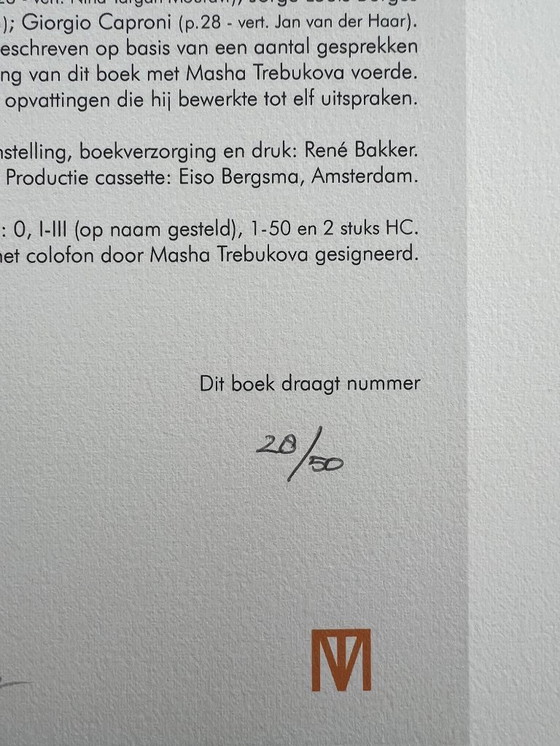 ); Giorgio Caproni (p.28 - vert. Jan van der Haar).
eschreven op basis van een aantal gesprekken
ng van dit boek met Masha Trebukova voerde.
opvattingen die hij bewerkte tot elf uitspraken.
nstelling, boekverzorging en druk: René Bakker.
Productie cassette: Eiso Bergsma, Amsterdam.
: 0, I-III (op naam gesteld), 1-50 en 2 stuks HC.
net colofon door Masha Trebukova gesigneerd.
Dit boek draagt nummer
28/50